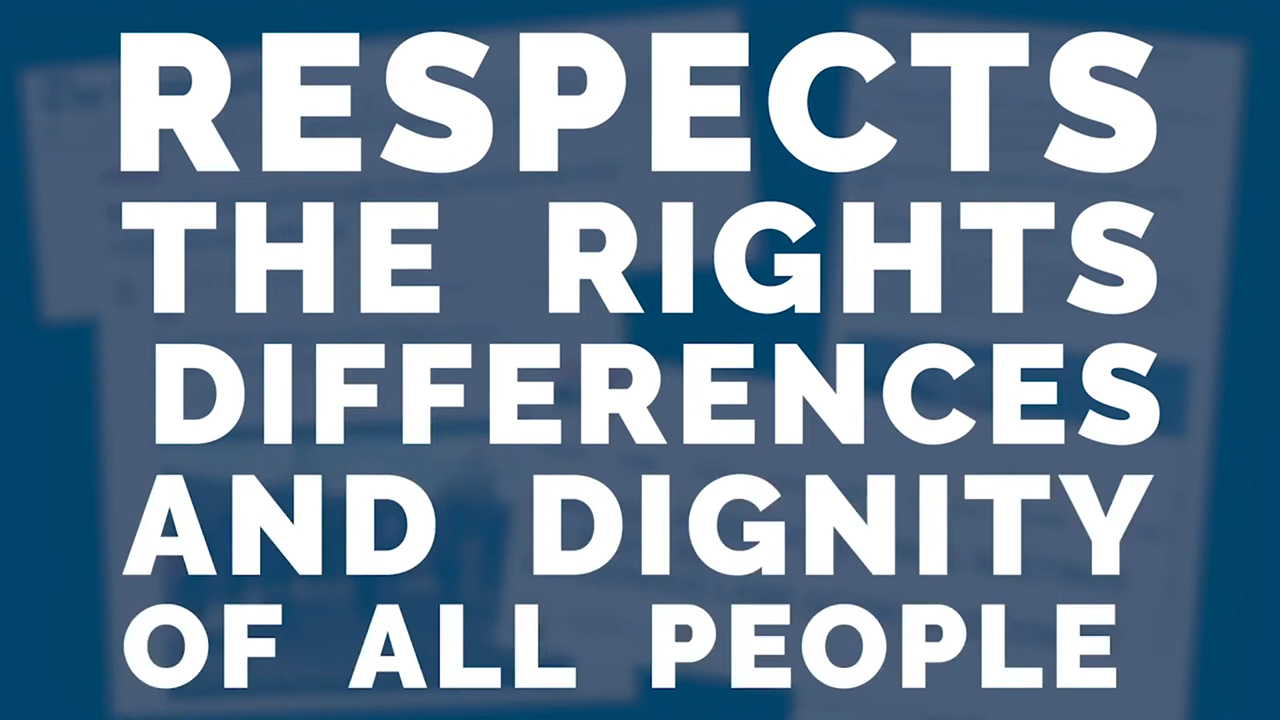 RESPECTS
THE RIGHTS
DIFFERENCES
AND DIGNITY
OF ALL PEOPLE